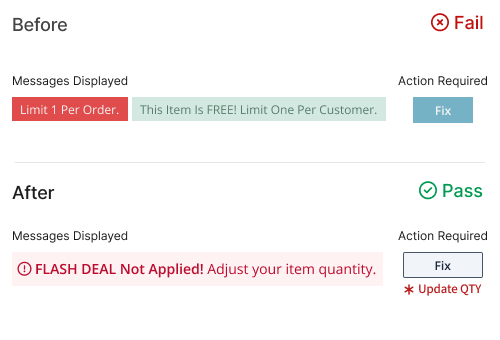 Before
Fail
Messages Displayed
Action Required
Limit 1 Per Order.
This Item Is FREE! Limit One Per Customer.
Fix
After
Pass
Messages Displayed
Action Required
FLASH DEAL Not Applied! Adjust your item quantity.
Fix
* Update QTY